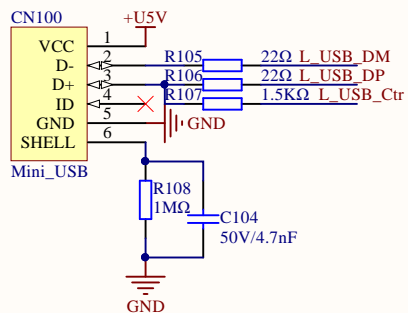 CN100
+U5V
VCC 1
D- 2 R105 22Ω L_USB_DM
D+ 3 R106 22Ω L_USB_DP
ID 4 R107 1.5KΩ L_USB_Ctr
GND 5 GND
SHELL 6
Mini_USB
R108
1MΩ
C104
50V/4.7nF
GND